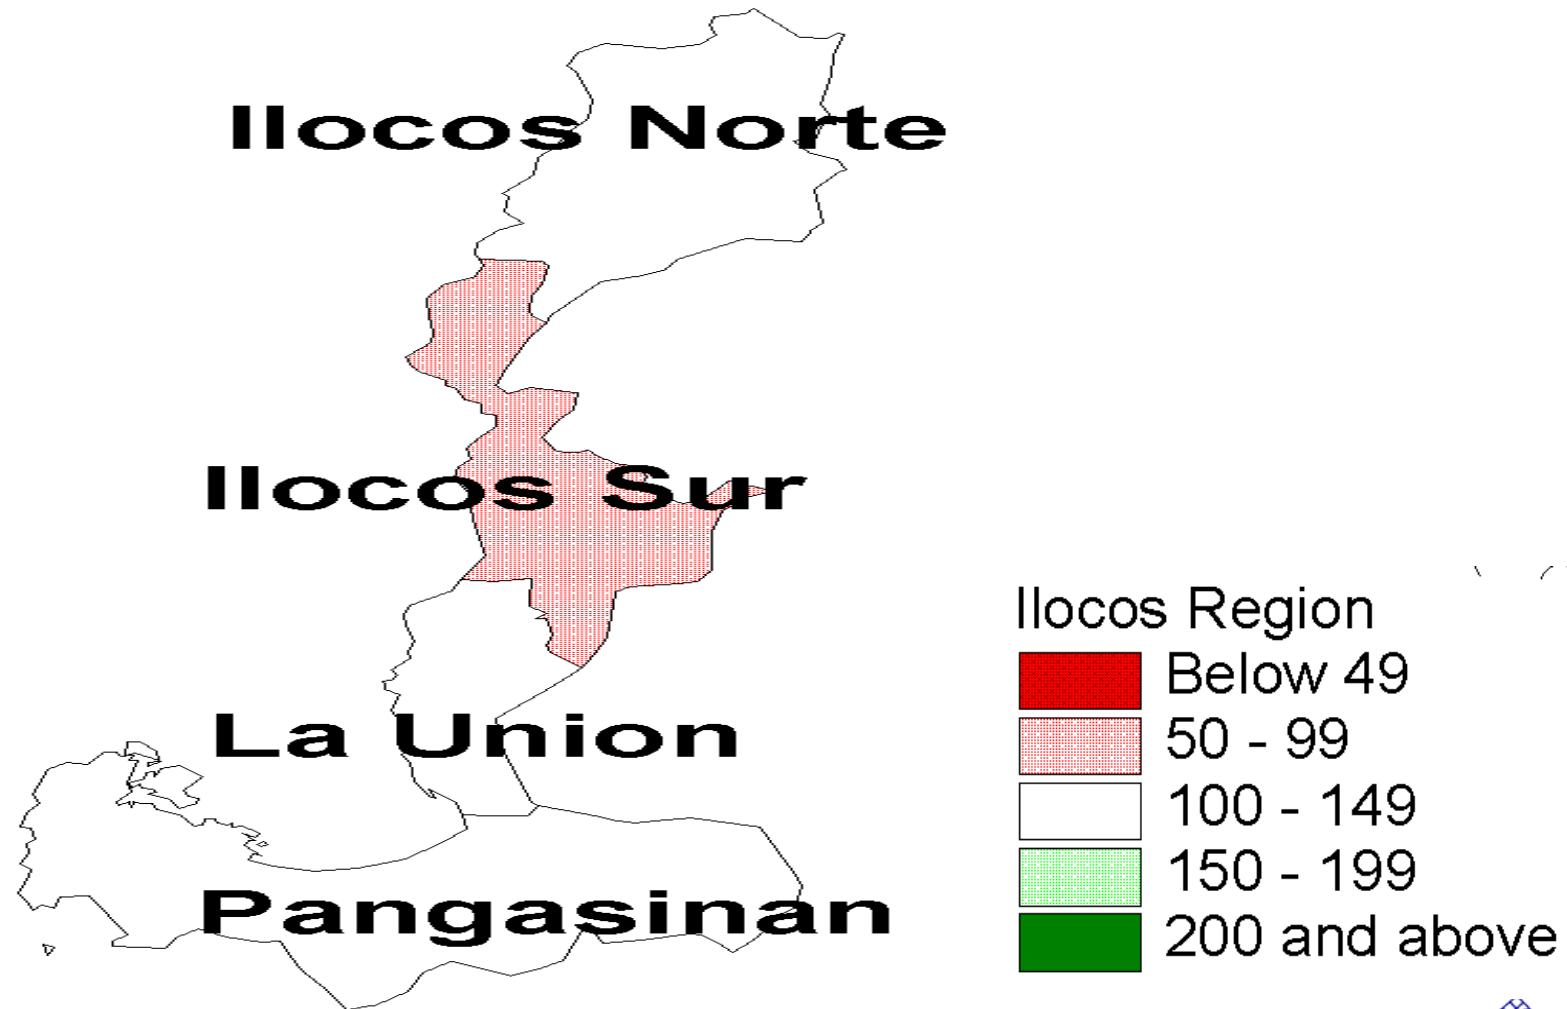 Ilocos Norte
Ilocos Sur
La Union
Pangasinan
Ilocos Region
Below 49
50 - 99
100 - 149
150 - 199
200 and above